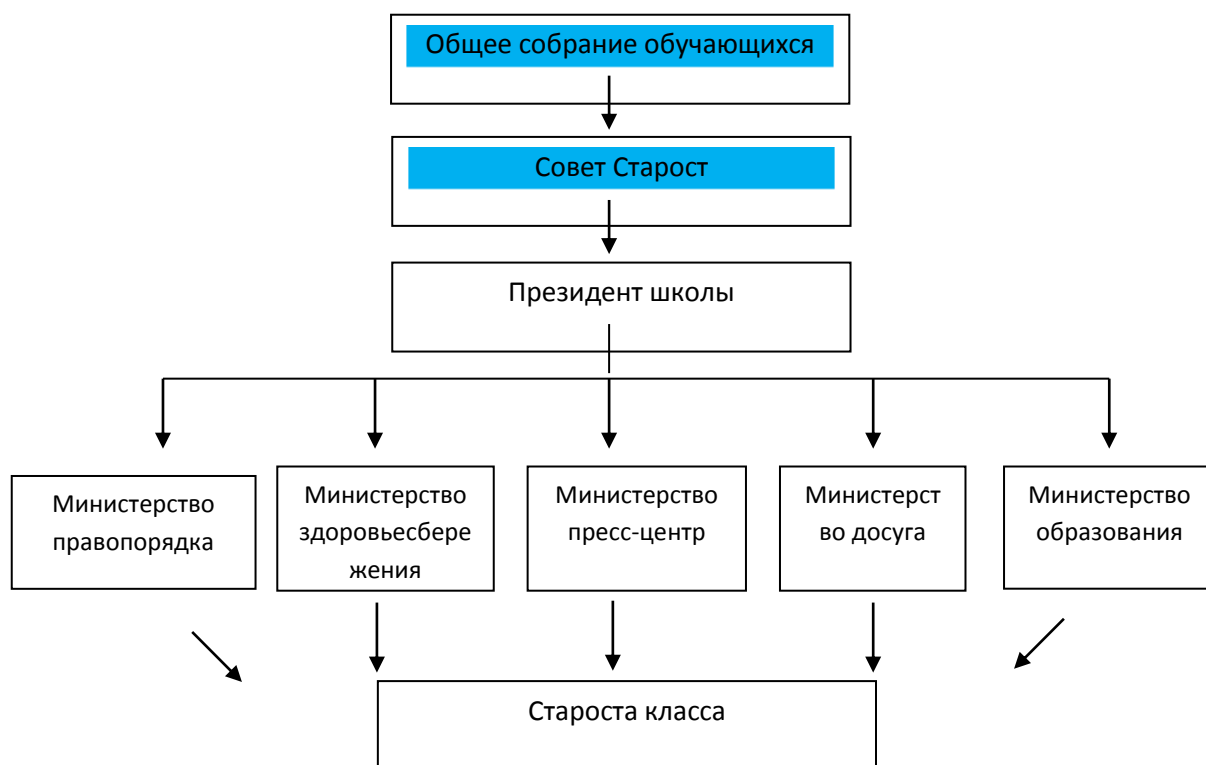 Общее собрание обучающихся
Совет Старост
Президент школы
Министерство
правопорядка
Министерство
здоровьесбере
жения
Министерство
пресс-центр
Министерст
во досуга
Министерство
образования
Староста класса